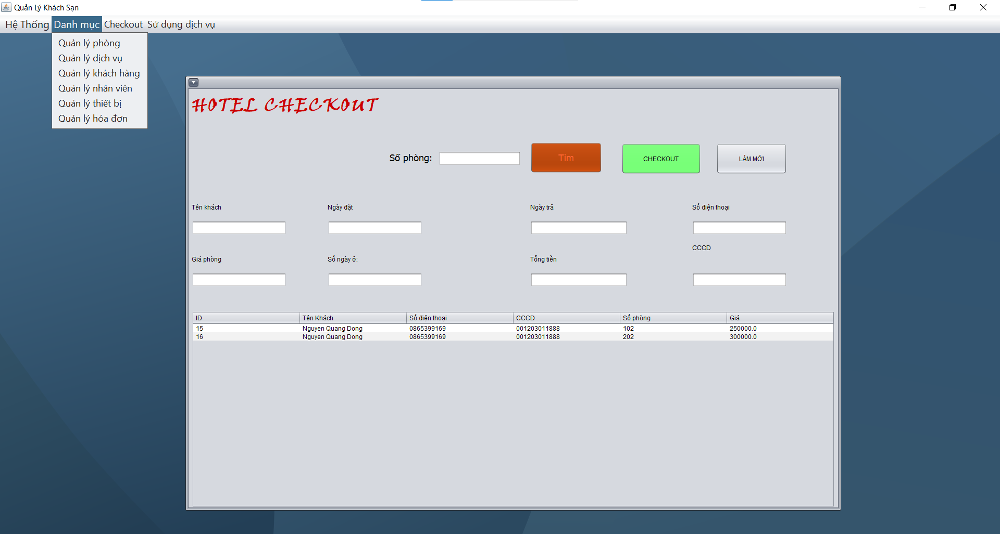 Quản Lý Khách Sạn
Hệ Thống Danh mục Checkout Sử dụng dịch vụ
Quản lý phòng
Quản lý dịch vụ
Quản lý khách hàng
Quản lý nhân viên
Quản lý thiết bị
Quản lý hóa đơn
HOTEL CHECKOUT
Số phòng: Tìm CHECKOUT LÀM MỚI
Tên khách Ngày đặt Ngày trả Số điện thoại
CCCD
Giá phòng Số ngày ở: Tổng tiền
ID Tên Khách Số điện thoại CCCD Số phòng Giá
15 Nguyen Quang Dong 0865399169 001203011888 102 250000.0
16 Nguyen Quang Dong 0865399169 001203011888 202 300000.0